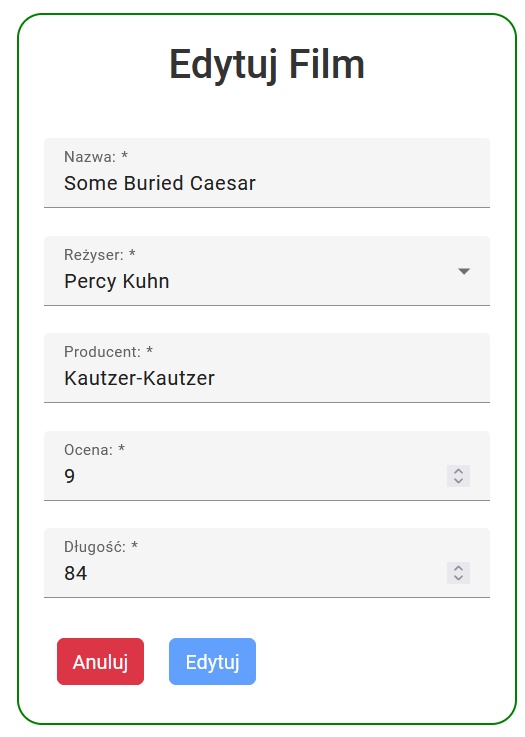 Edytuj Film
Nazwa: *
Some Buried Caesar
Reżyser: *
Percy Kuhn
Producent: *
Kautzer-Kautzer
Ocena: *
9
Długość: *
84
Anuluj Edytuj